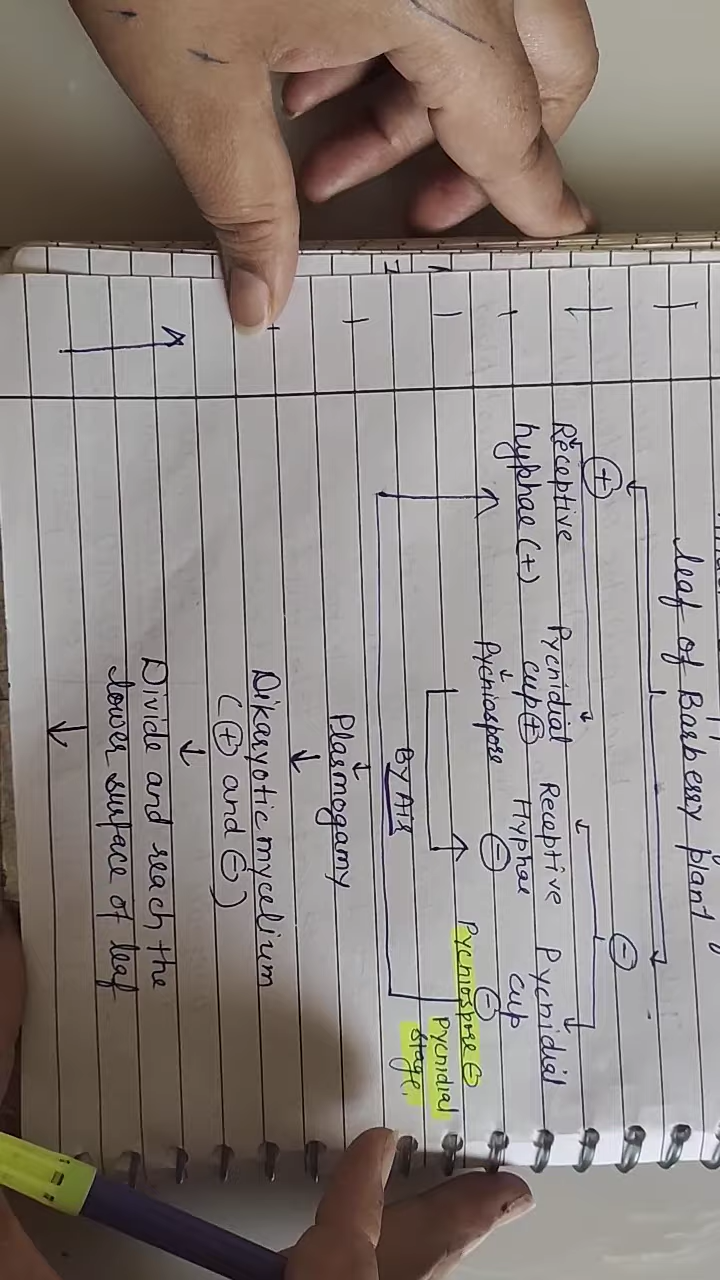 leaf of Barberry plant
(+) (-)
Receptive Pycnidial Receptive Pycnidial
hyphae (+) cup (+) Hyphae cup
Pycniospore (-) (-)
Pycniospore (-)
Pycnidial
stage.
By Air
Plasmogamy
Dikaryotic mycelium
((+) and (-))
Divide and reach the
lower surface of leaf